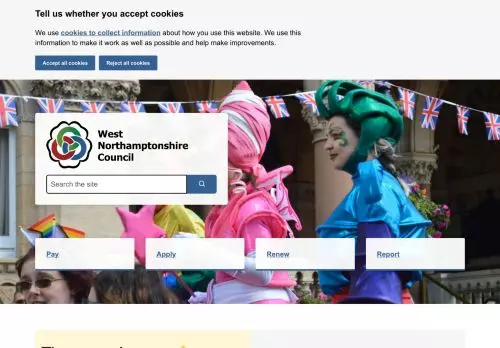 Tell us whether you accept cookies
We use cookies to collect information about how you use this website. We use this
information to make it work as well as possible and help make improvements.
Accept all cookies
Reject all cookies
West
Northamptonshire
Council
Search the site
Pay
Apply
Renew
Report